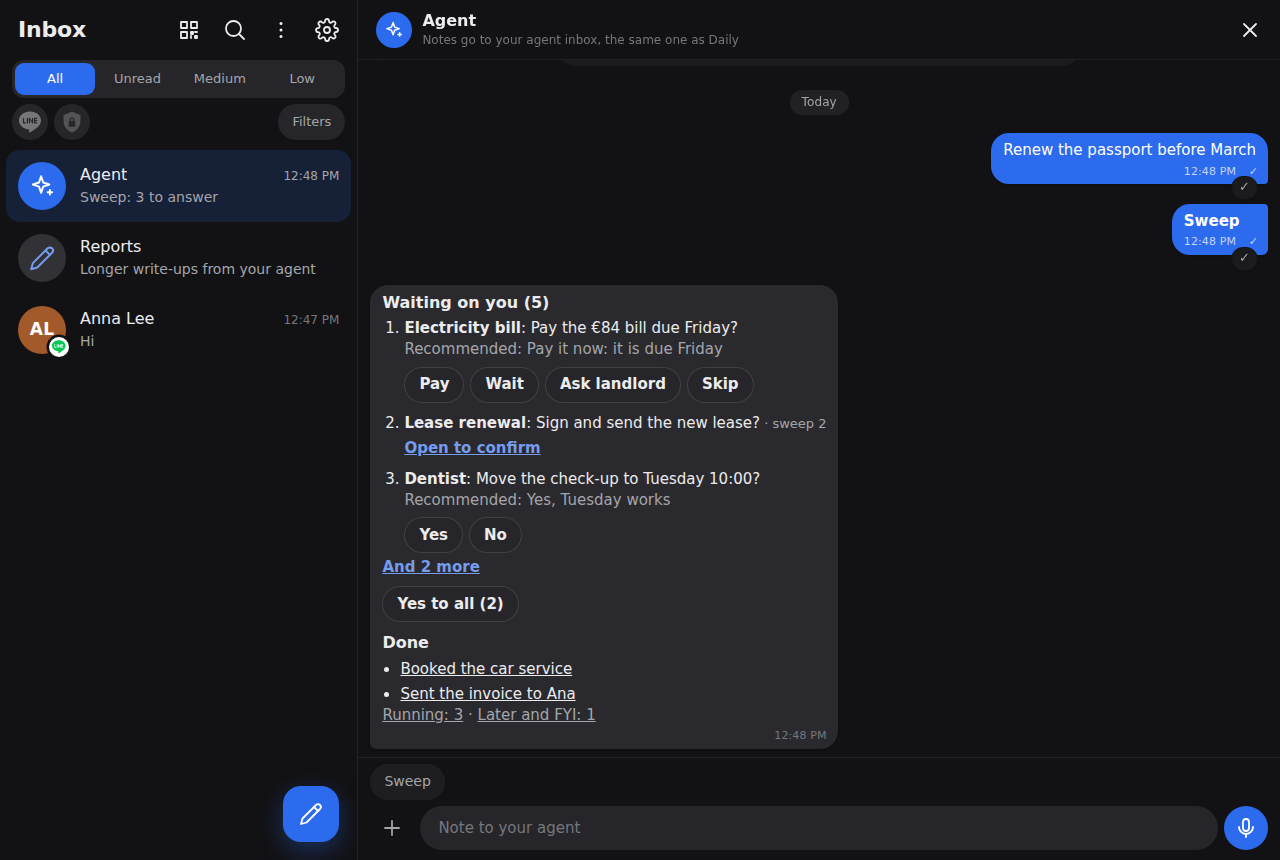 Inbox
All Unread Medium Low
LINE Filters
Agent 12:48 PM
Sweep: 3 to answer
Reports
Longer write-ups from your agent
AL Anna Lee 12:47 PM
LINE Hi
Agent
Notes go to your agent inbox, the same one as Daily
Today
Renew the passport before March
12:48 PM ✓
✓
Sweep
12:48 PM ✓
✓
Waiting on you (5)
1. Electricity bill: Pay the €84 bill due Friday?
Recommended: Pay it now: it is due Friday
Pay Wait Ask landlord Skip
2. Lease renewal: Sign and send the new lease? · sweep 2
Open to confirm
3. Dentist: Move the check-up to Tuesday 10:00?
Recommended: Yes, Tuesday works
Yes No
And 2 more
Yes to all (2)
Done
• Booked the car service
• Sent the invoice to Ana
Running: 3 · Later and FYI: 1
12:48 PM
Sweep
Note to your agent